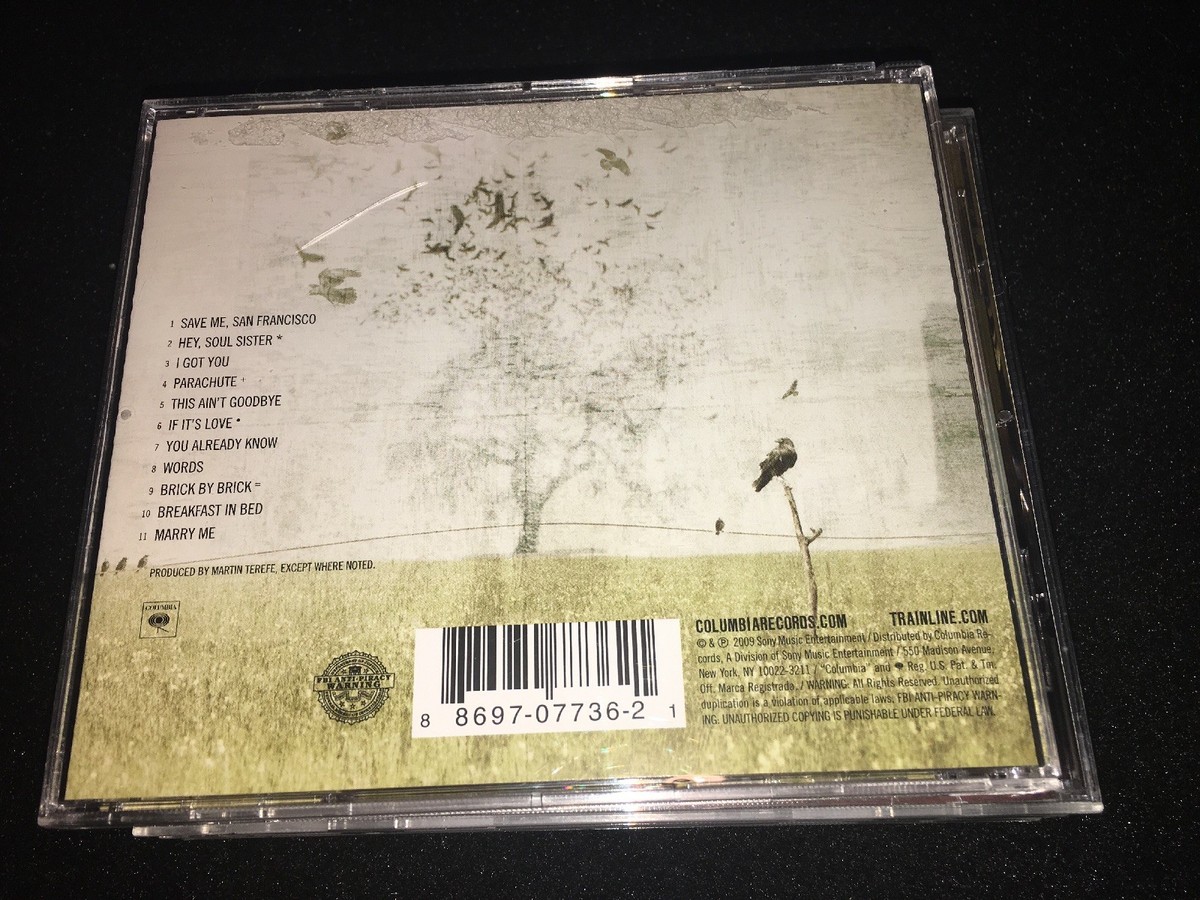 1 SAVE ME, SAN FRANCISCO
2 HEY, SOUL SISTER *
3 I GOT YOU
4 PARACHUTE +
5 THIS AIN'T GOODBYE
6 IF IT'S LOVE •
7 YOU ALREADY KNOW
8 WORDS
9 BRICK BY BRICK =
10 BREAKFAST IN BED
11 MARRY ME
PRODUCED BY MARTIN TEREFE, EXCEPT WHERE NOTED.
COLUMBIA
FBI ANTI-PIRACY
WARNING
8 8697-07736-2 1
COLUMBIARECORDS.COM TRAINLINE.COM
© & ℗ 2009 Sony Music Entertainment / Distributed by Columbia Re-
cords, A Division of Sony Music Entertainment / 550 Madison Avenue,
New York, NY 10022-3211 / "Columbia" and Reg. U.S. Pat. & Tm.
Off. Marca Registrada. / WARNING: All Rights Reserved. Unauthorized
duplication is a violation of applicable laws. FBI ANTI-PIRACY WARN-
ING: UNAUTHORIZED COPYING IS PUNISHABLE UNDER FEDERAL LAW.